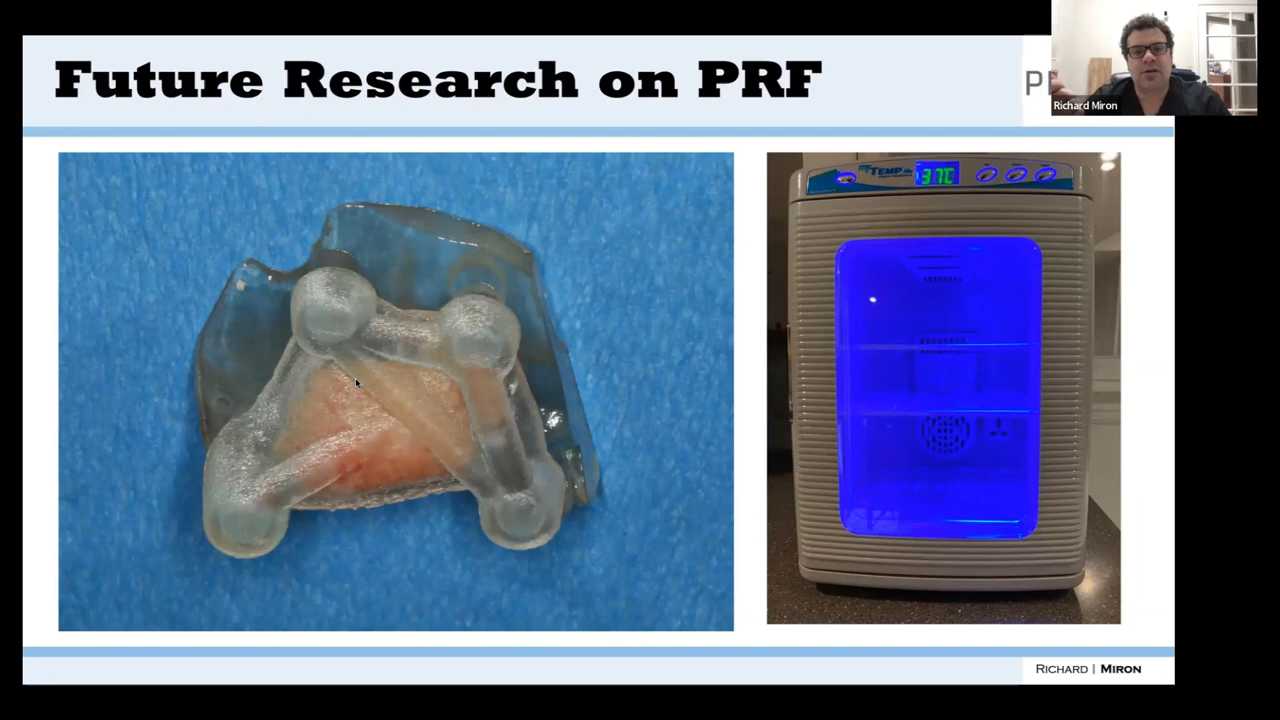 Future Research on PRF
Richard Miron
TEMP
37C
RICHARD | MIRON